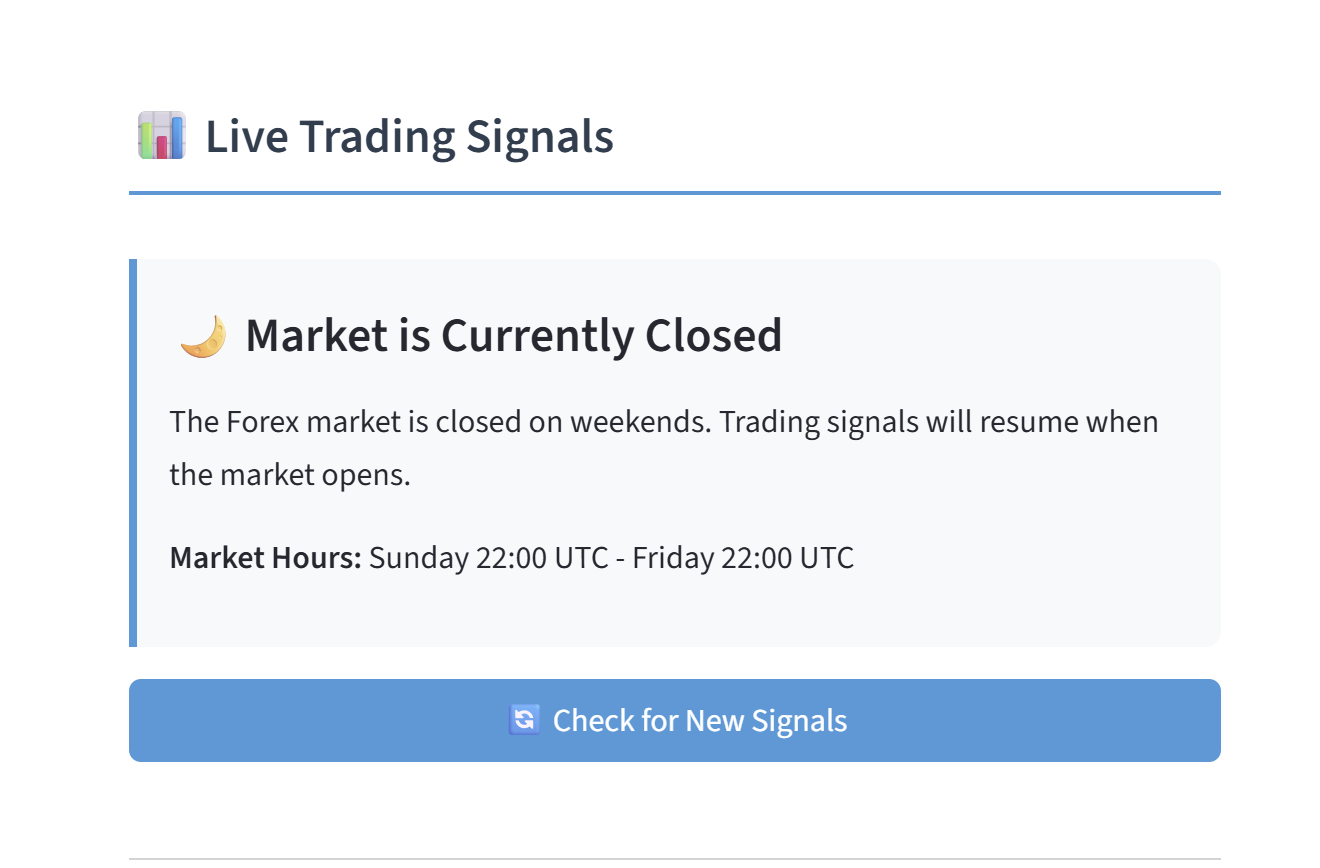 Live Trading Signals
Market is Currently Closed
The Forex market is closed on weekends. Trading signals will resume when
the market opens.
Market Hours: Sunday 22:00 UTC - Friday 22:00 UTC
Check for New Signals